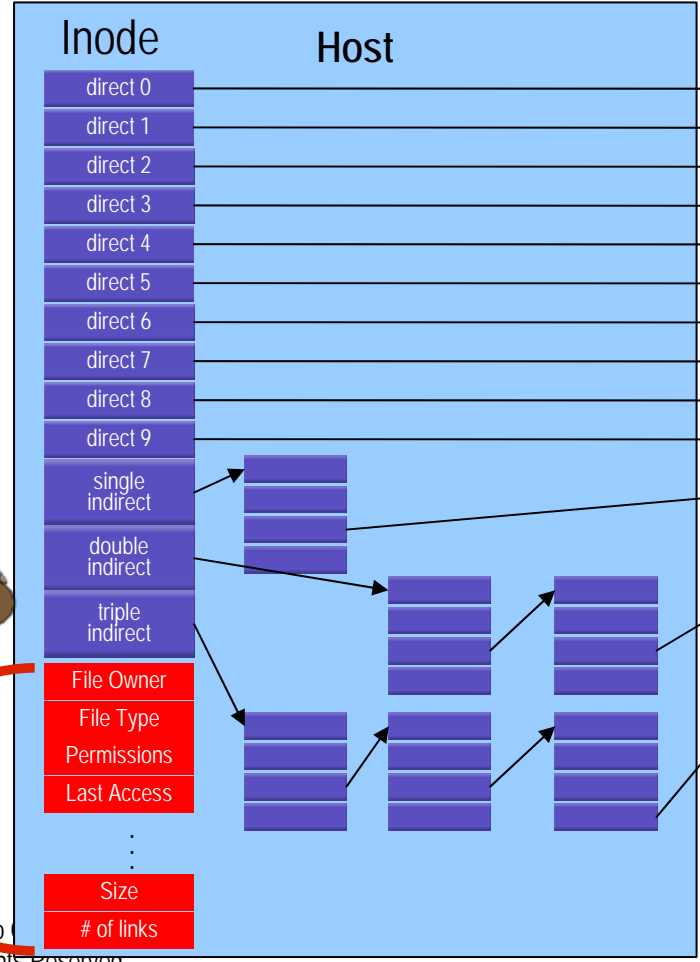 Inode
Host
direct 0
direct 1
direct 2
direct 3
direct 4
direct 5
direct 6
direct 7
direct 8
direct 9
single
indirect
double
indirect
triple
indirect
File Owner
File Type
Permissions
Last Access
.
.
.
Size
# of links
Reserved